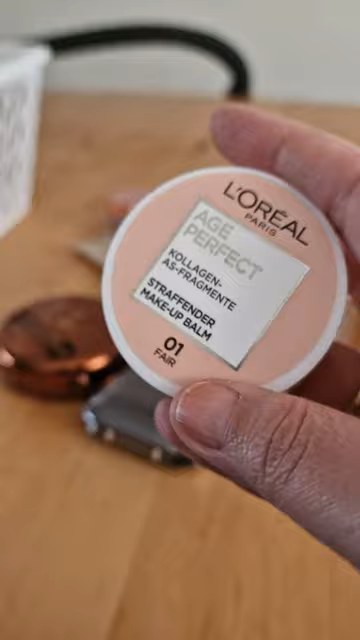 L'ORÉAL
PARIS
AGE
PERFECT
KOLLAGEN-
AS-FRAGMENTE
STRAFFENDER
MAKE-UP BALM
01
FAIR